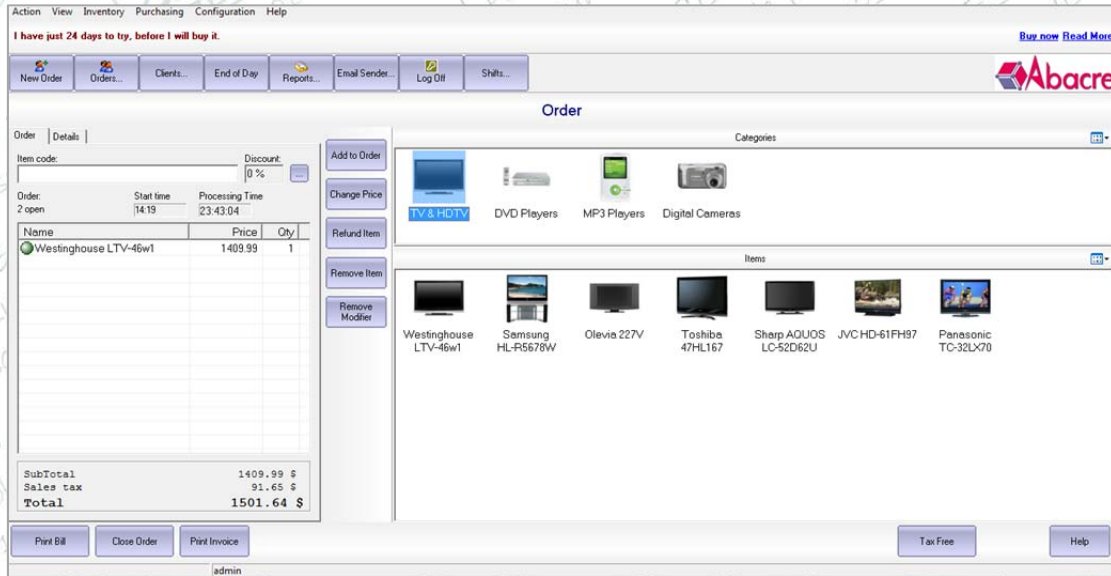 Action View Inventory Purchasing Configuration Help
I have just 24 days to try, before I will buy it.
Buy now Read More
New Order
Orders...
Clients...
End of Day
Reports...
Email Sender...
Log Off
Shifts...
Abacre
Order
Order
Details
Item code:
Discount:
0 %
...
Order:
Start time
Processing Time
2 open
14:19
23:43:04
Name Price Qty
Westinghouse LTV-46w1 1409.99 1
SubTotal 1409.99 $
Sales tax 91.65 $
Total 1501.64 $
Add to Order
Change Price
Refund Item
Remove Item
Remove
Modifier
Categories
TV & HDTV
DVD Players
MP3 Players
Digital Cameras
Items
Westinghouse
LTV-46w1
Samsung
HL-R5678W
Olevia 227V
Toshiba
47HL167
Sharp AQUOS
LC-52D62U
JVC HD-61FH97
Panasonic
TC-32LX70
Print Bill
Close Order
Print Invoice
Tax Free
Help
admin